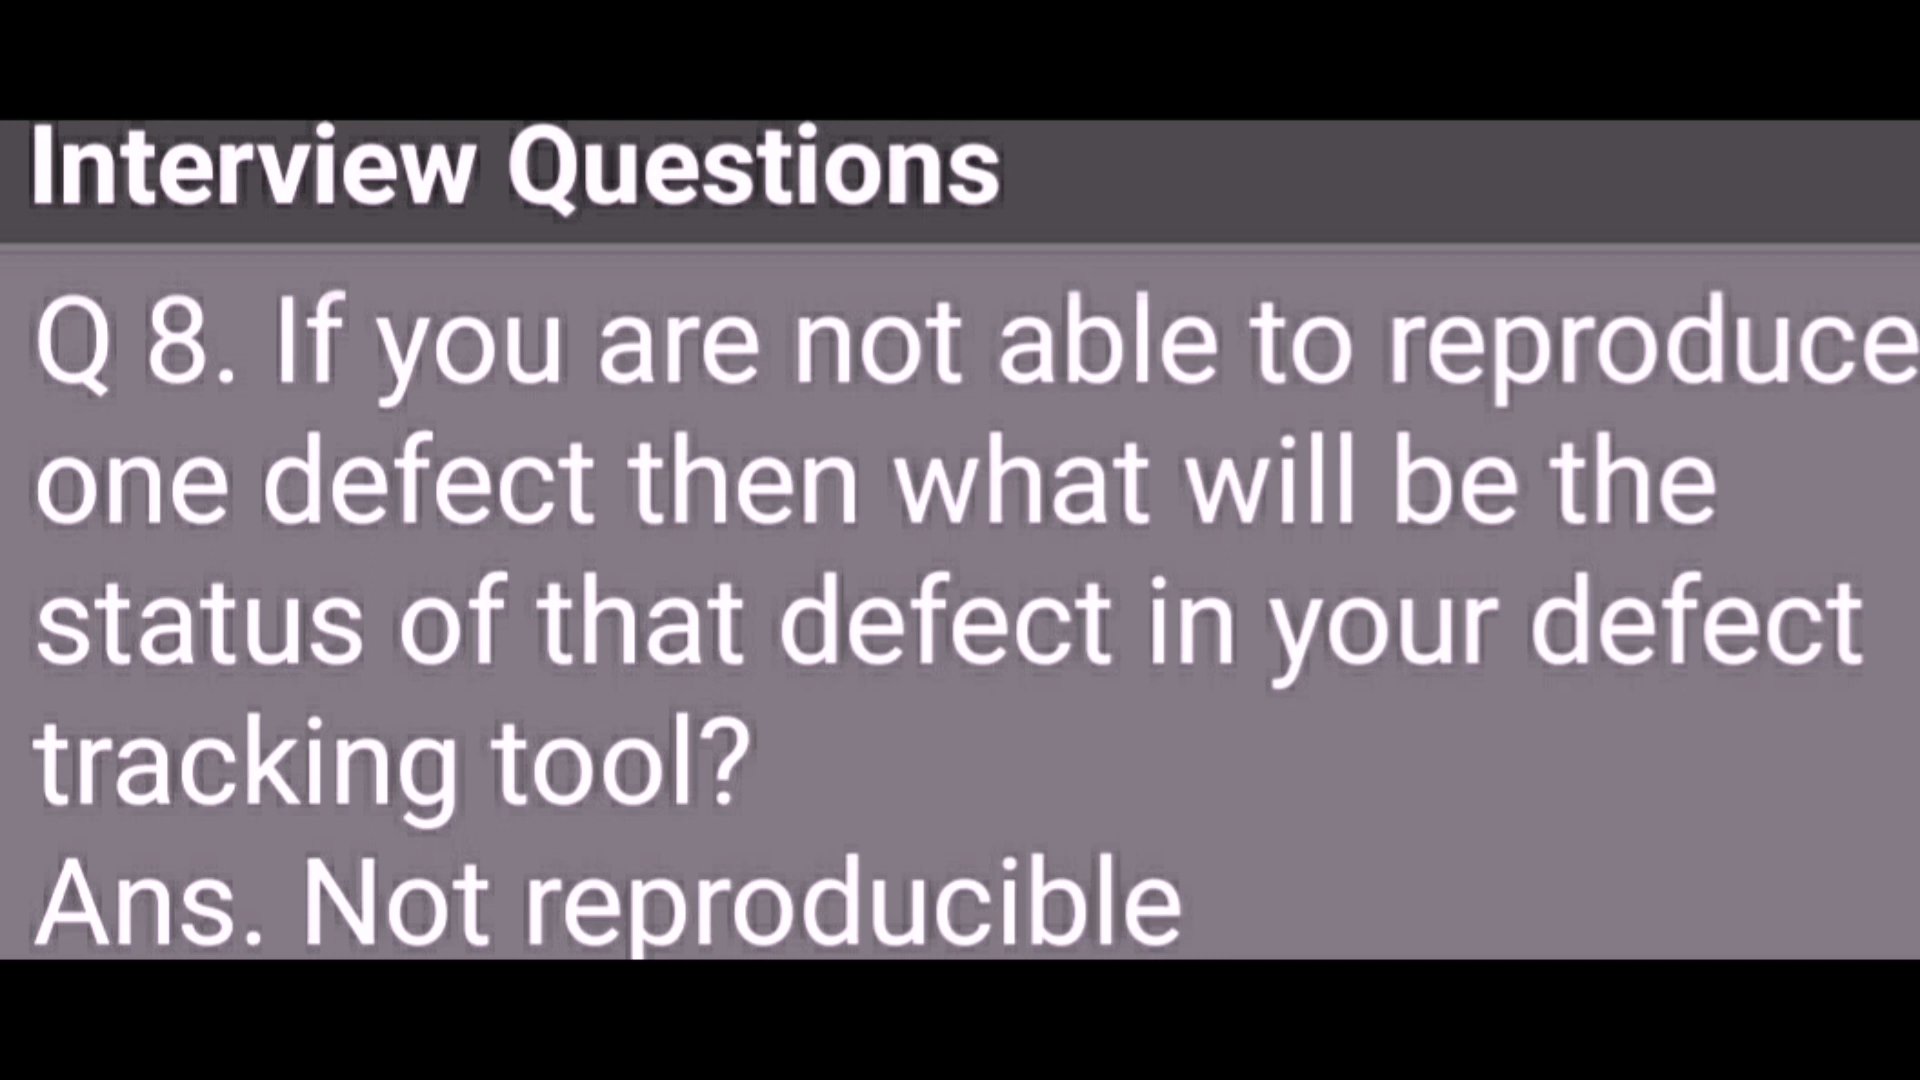 Interview Questions
Q 8. If you are not able to reproduce
one defect then what will be the
status of that defect in your defect
tracking tool?
Ans. Not reproducible